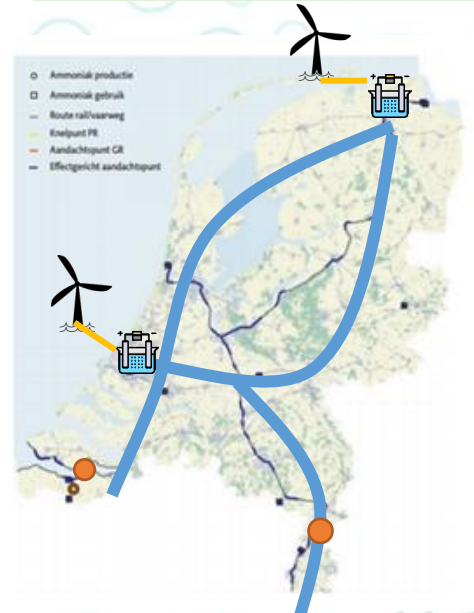 Ammoniak productie
Ammoniak gebruik
Route rail/vaarweg
Knelpunt PR
Aandachtspunt GR
Effectgericht aandachtspunt
+ -
+ -